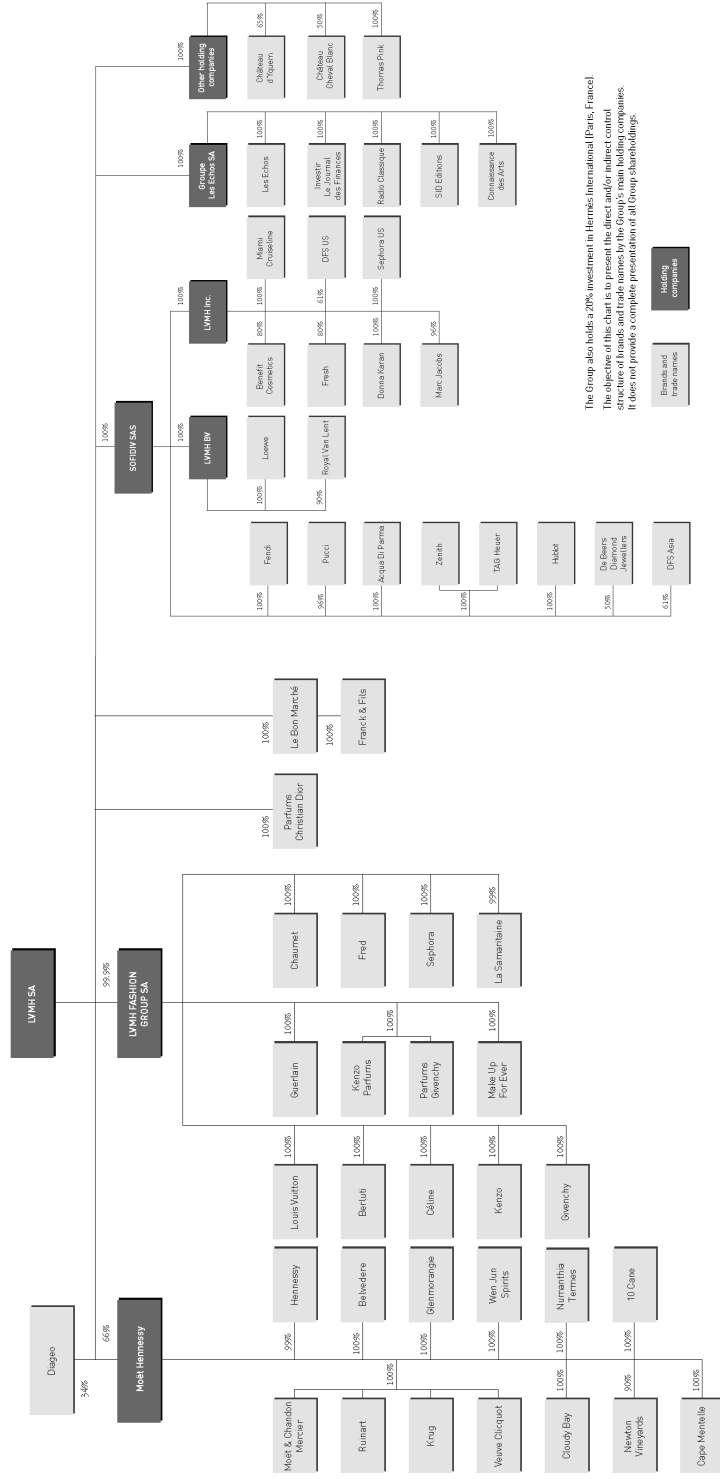 LVMH SA
Diageo
34%
66%
Moët Hennessy
99.9%
LVMH FASHION
GROUP SA
100%
SOFIDIV SAS
100%
LVMH BV
100%
LVMH Inc.
100%
Groupe
Les Echos SA
100%
Other holding
companies
Moët & Chandon
Mercier
Ruinart
Krug
Veuve Clicquot
100%
Cloudy Bay
100%
Newton
Vineyards
90%
Cape Mentelle
100%
Hennessy
99%
Belvedere
100%
Glenmorangie
100%
Wen Jun
Spirits
100%
Numanthia
Termes
100%
10 Cane
100%
Louis Vuitton
100%
Berluti
100%
Céline
100%
Kenzo
100%
Givenchy
100%
Guerlain
100%
Kenzo
Parfums
Parfums
Givenchy
100%
Make Up
For Ever
100%
Chaumet
100%
Fred
100%
Sephora
100%
La Samaritaine
99%
Parfums
Christian Dior
100%
Le Bon Marché
100%
Franck & Fils
100%
Fendi
100%
Pucci
96%
Acqua Di Parma
100%
Zenith
TAG Heuer
100%
Hublot
100%
De Beers
Diamond
Jewellers
50%
DFS Asia
61%
Loewe
100%
Royal Van Lent
90%
Benefit
Cosmetics
80%
Fresh
80%
Donna Karan
100%
Marc Jacobs
96%
Miami
Cruiseline
100%
DFS US
61%
Sephora US
100%
Les Echos
100%
Investir
Le Journal
des Finances
100%
Radio Classique
100%
SID Editions
100%
Connaissance
des Arts
100%
Château
d'Yquem
65%
Château
Cheval Blanc
50%
Thomas Pink
100%
The Group also holds a 20% investment in Hermès International (Paris, France).
The objective of this chart is to present the direct and/or indirect control
structure of brands and trade names by the Group's main holding companies.
It does not provide a complete presentation of all Group shareholdings.
Brands and
trade names
Holding
companies